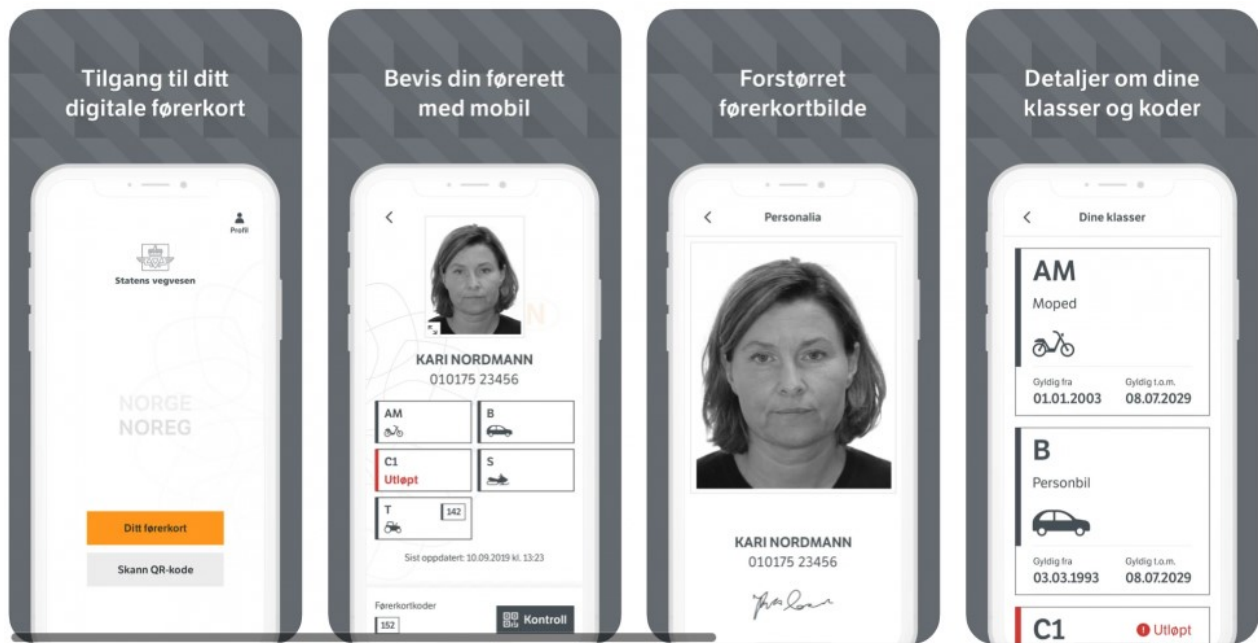 Tilgang til ditt
digitale førerkort
Profil
Statens vegvesen
NORGE
NOREG
Ditt førerkort
Skann QR-kode
Bevis din førerett
med mobil
N
KARI NORDMANN
010175 23456
AM
B
C1
Utløpt
S
T
142
Sist oppdatert: 10.09.2019 kl. 13:23
Førerkortkoder
152
Kontroll
Forstørret
førerkortbilde
Personalia
KARI NORDMANN
010175 23456
Detaljer om dine
klasser og koder
Dine klasser
AM
Moped
Gyldig fra
Gyldig t.o.m.
01.01.2003
08.07.2029
B
Personbil
Gyldig fra
Gyldig t.o.m.
03.03.1993
08.07.2029
C1
Utløpt